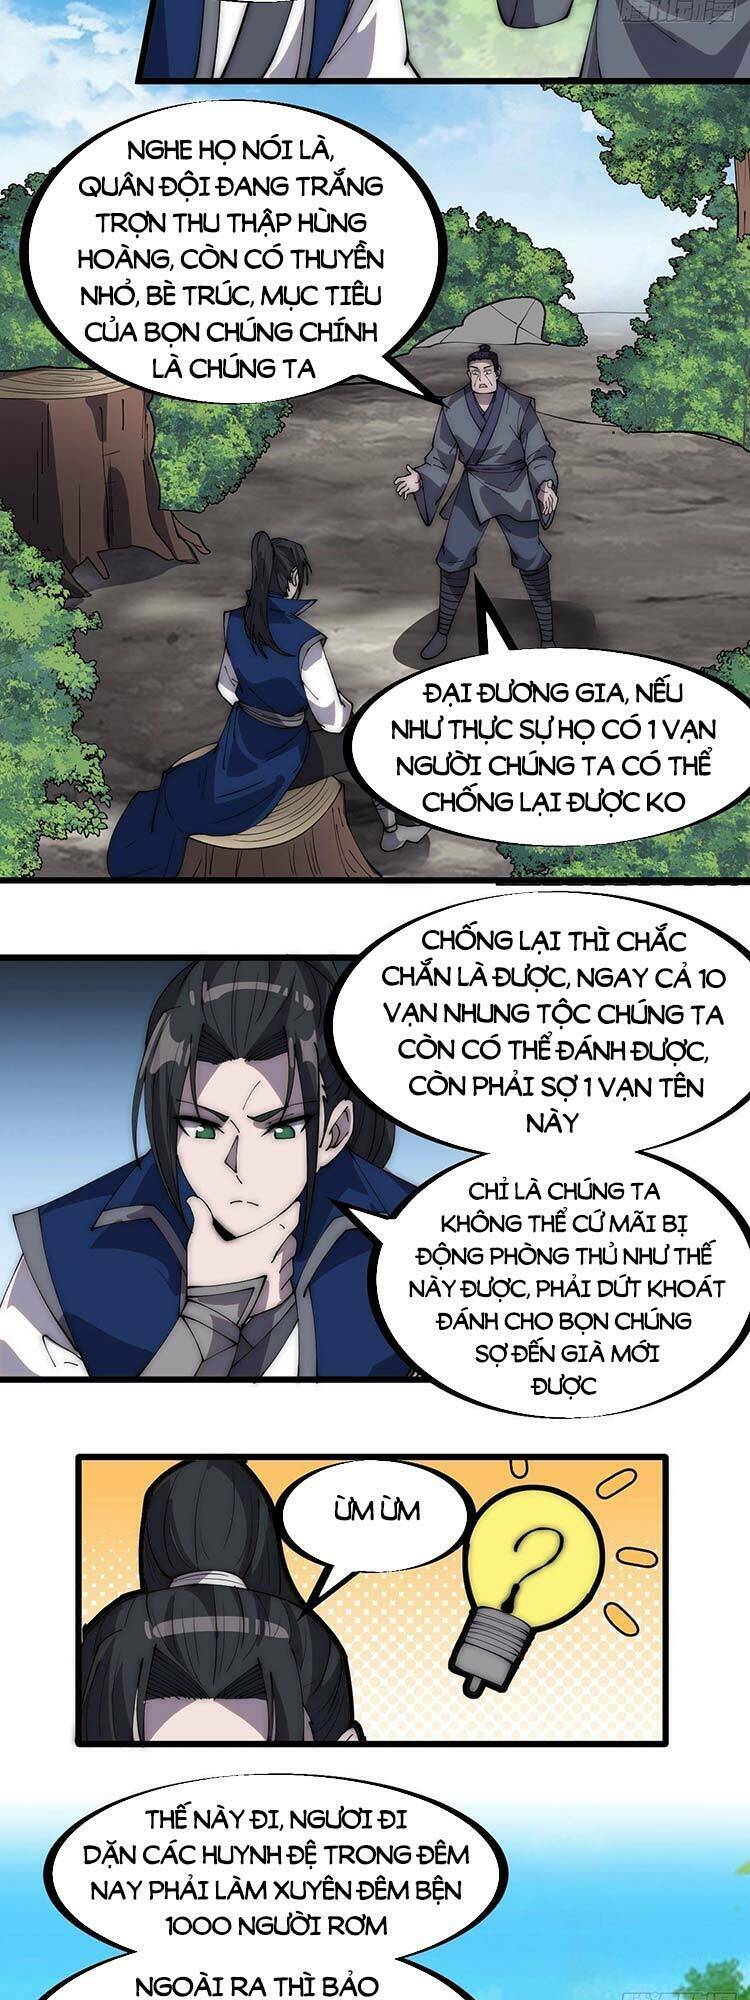 NGHE HỌ NÓI LÀ,
QUÂN ĐỘI ĐANG TRẮNG
TRỢN THU THẬP HÙNG
HOÀNG, CÒN CÓ THUYỀN
NHỎ, BÈ TRÚC, MỤC TIÊU
CỦA BỌN CHÚNG CHÍNH
LÀ CHÚNG TA
ĐẠI ĐƯƠNG GIA, NẾU
NHƯ THỰC SỰ HỌ CÓ 1 VẠN
NGƯỜI CHÚNG TA CÓ THỂ
CHỐNG LẠI ĐƯỢC KO
CHỐNG LẠI THÌ CHẮC
CHẮN LÀ ĐƯỢC, NGAY CẢ 10
VẠN NHUNG TỘC CHÚNG TA
CÒN CÓ THỂ ĐÁNH ĐƯỢC,
CÒN PHẢI SỢ 1 VẠN TÊN
NÀY
CHỈ LÀ CHÚNG TA
KHÔNG THỂ CỨ MÃI BỊ
ĐỘNG PHÒNG THỦ NHƯ THẾ
NÀY ĐƯỢC, PHẢI DỨT KHOÁT
ĐÁNH CHO BỌN CHÚNG
SỢ ĐẾN GIÀ MỚI
ĐƯỢC
ỪM ỪM
THẾ NÀY ĐI, NGƯƠI ĐI
DẶN CÁC HUYNH ĐỆ TRONG ĐÊM
NAY PHẢI LÀM XUYÊN ĐÊM BỆN
1000 NGƯỜI RƠM
NGOÀI RA THÌ BẢO